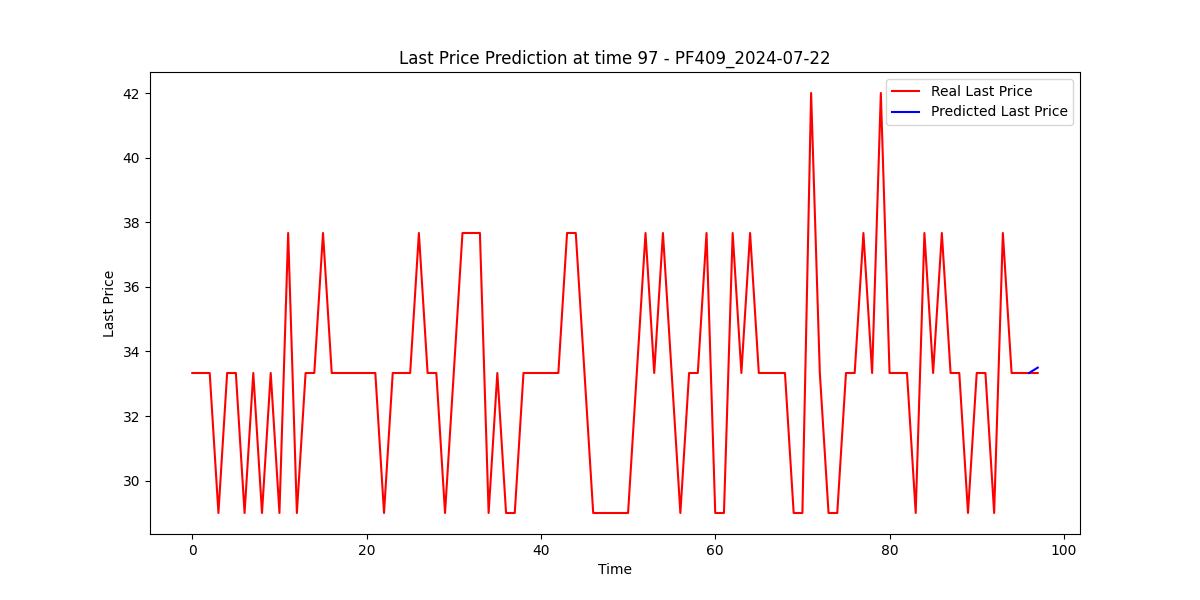 Last Price Prediction at time 97 - PF409_2024-07-22
Real Last Price
Predicted Last Price
Last Price
42
40
38
36
34
32
30
0 20 40 60 80 100
Time